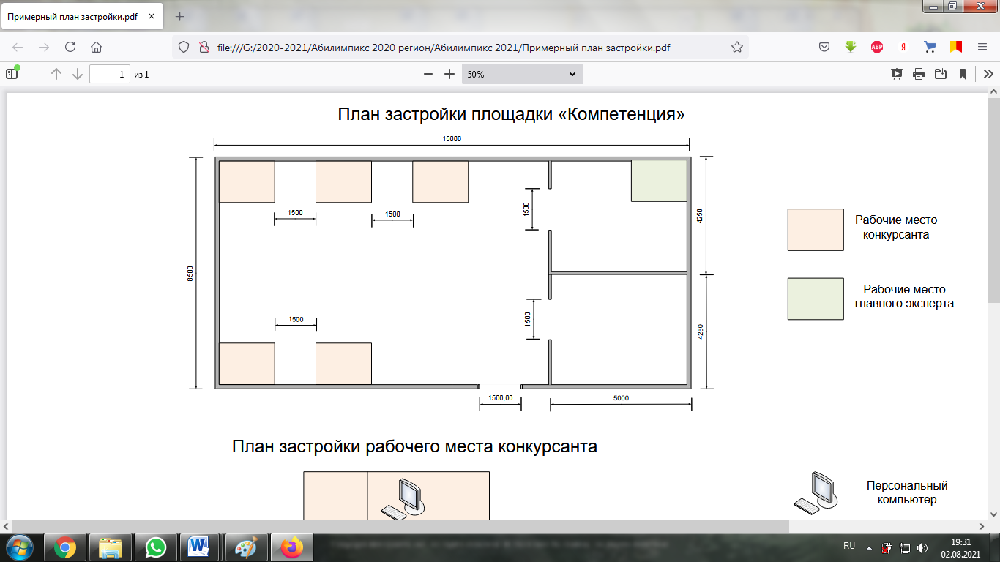 Примерный план застройки.pdf
file:///G:/2020-2021/Абилимпикс 2020 регион/Абилимпикс 2021/Примерный план застройки.pdf
ABP
Я
1
из 1
50%
План застройки площадки «Компетенция»
15000
1500
1500
1500
4250
8500
Рабочие место
конкурсанта
Рабочие место
главного эксперта
1500
1500
4250
1500,00
5000
План застройки рабочего места конкурсанта
Персональный
компьютер
RU
19:31
02.08.2021